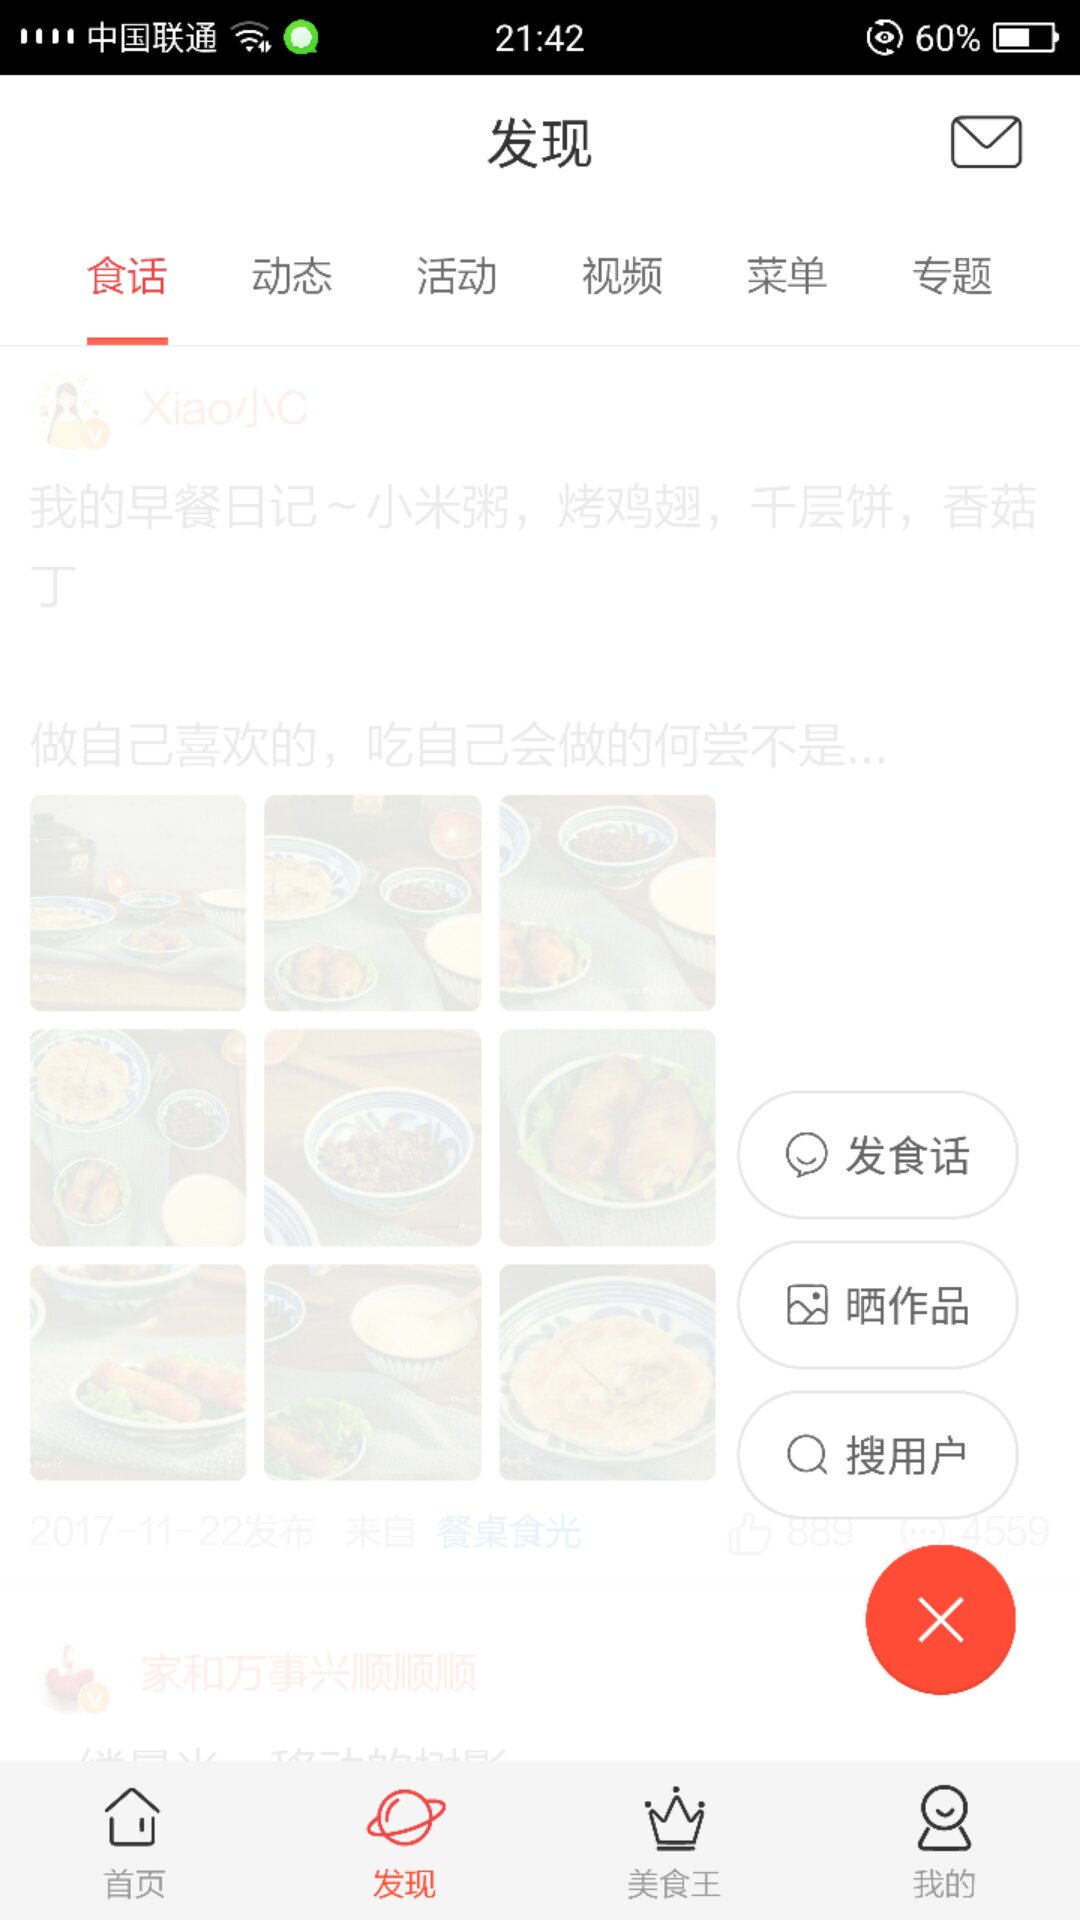 中国联通 21:42 60%
发现
食话 动态 活动 视频 菜单 专题
Xiao小C
我的早餐日记～小米粥，烤鸡翅，千层饼，香菇
丁
做自己喜欢的，吃自己会做的何尝不是...
发食话
晒作品
搜用户
2017-11-22发布 来自 餐桌食光 889 4559
家和万事兴顺顺顺
首页 发现 美食王 我的